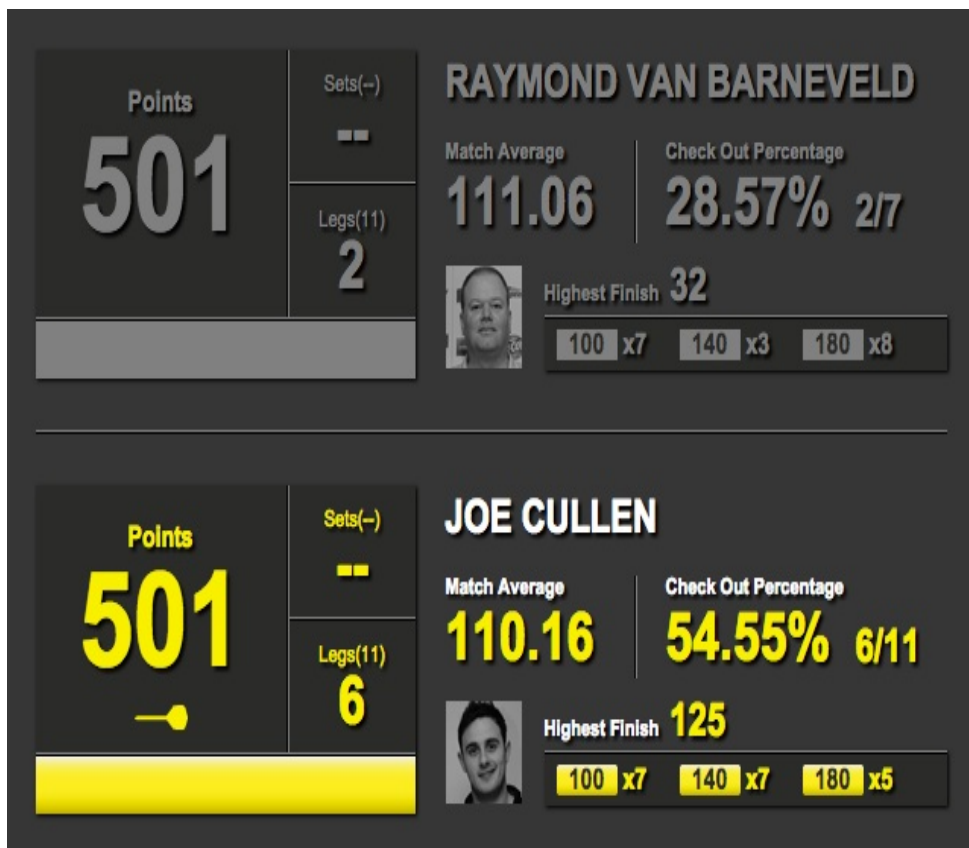 Points
501
Sets(--)
--
Legs(11)
2
RAYMOND VAN BARNEVELD
Match Average
111.06
Check Out Percentage
28.57% 2/7
Highest Finish 32
100 x7 140 x3 180 x8
Points
501
Sets(--)
--
Legs(11)
6
JOE CULLEN
Match Average
110.16
Check Out Percentage
54.55% 6/11
Highest Finish 125
100 x7 140 x7 180 x5